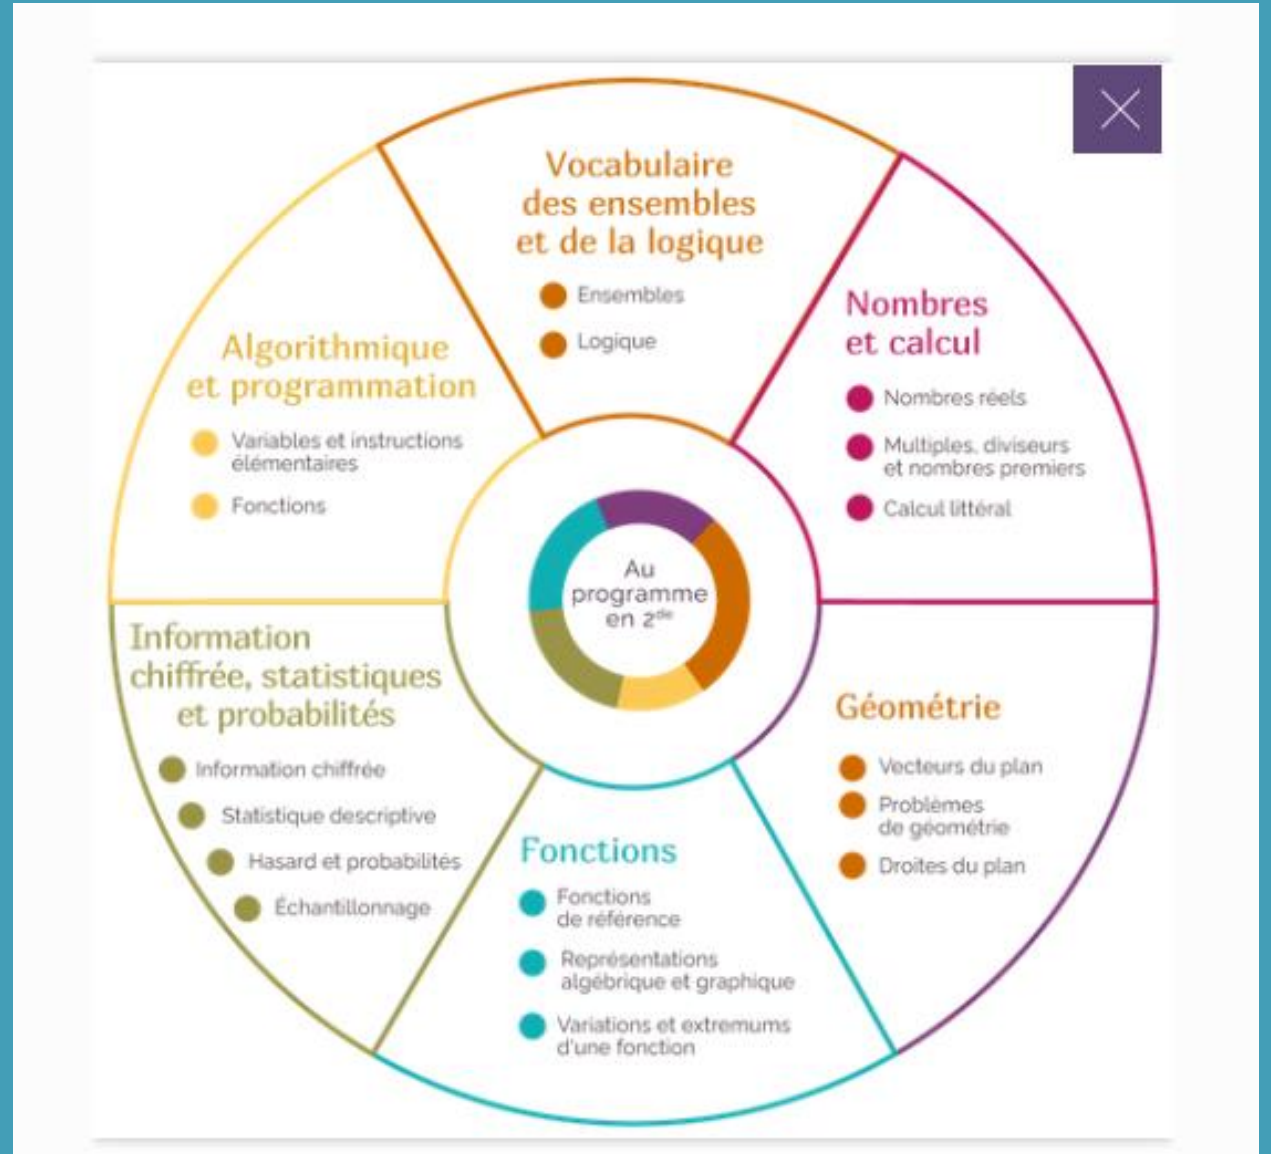 Vocabulaire
des ensembles
et de la logique
Ensembles
Logique
Nombres
et calcul
Nombres réels
Multiples, diviseurs
et nombres premiers
Calcul littéral
Géométrie
Vecteurs du plan
Problèmes
de géométrie
Droites du plan
Fonctions
Fonctions
de référence
Représentations
algébrique et graphique
Variations et extremums
d'une fonction
Information
chiffrée, statistiques
et probabilités
Information chiffrée
Statistique descriptive
Hasard et probabilités
Échantillonnage
Algorithmique
et programmation
Variables et instructions
élémentaires
Fonctions
Au
programme
en 2de